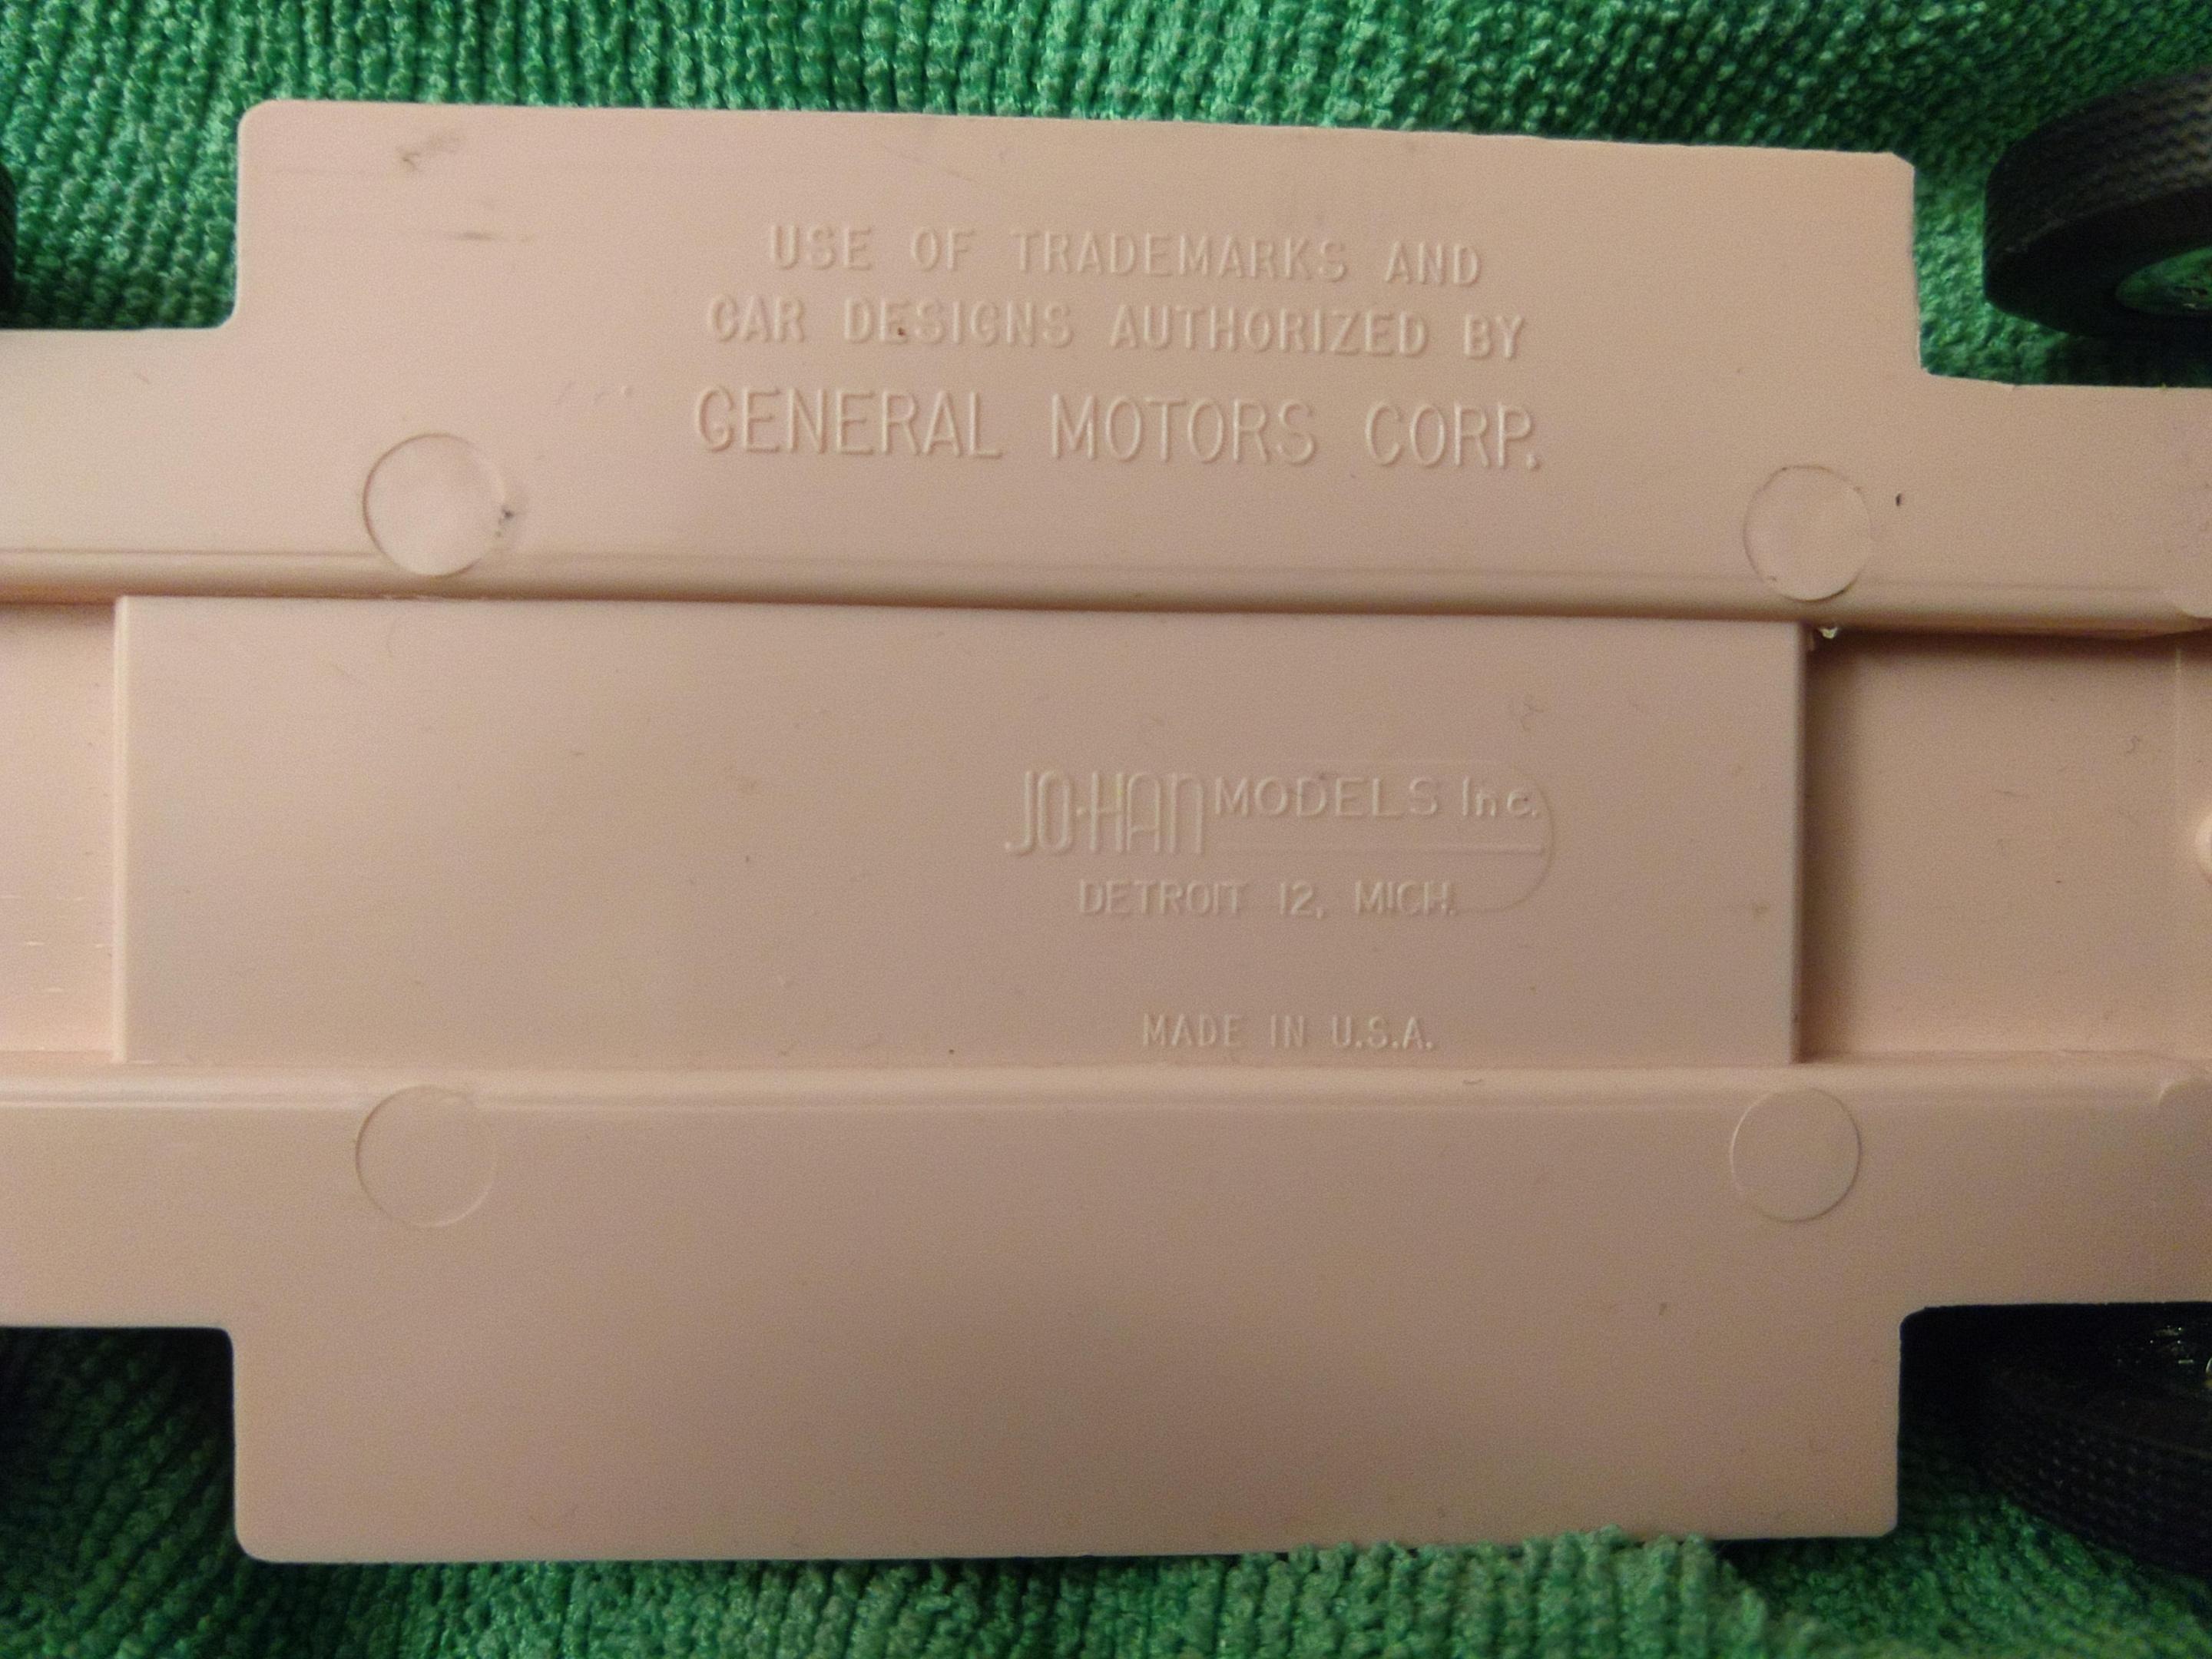 USE OF TRADEMARKS AND
CAR DESIGNS AUTHORIZED BY
GENERAL MOTORS CORP.
JO-HAN MODELS Inc.
DETROIT 12, MICH.
MADE IN U.S.A.